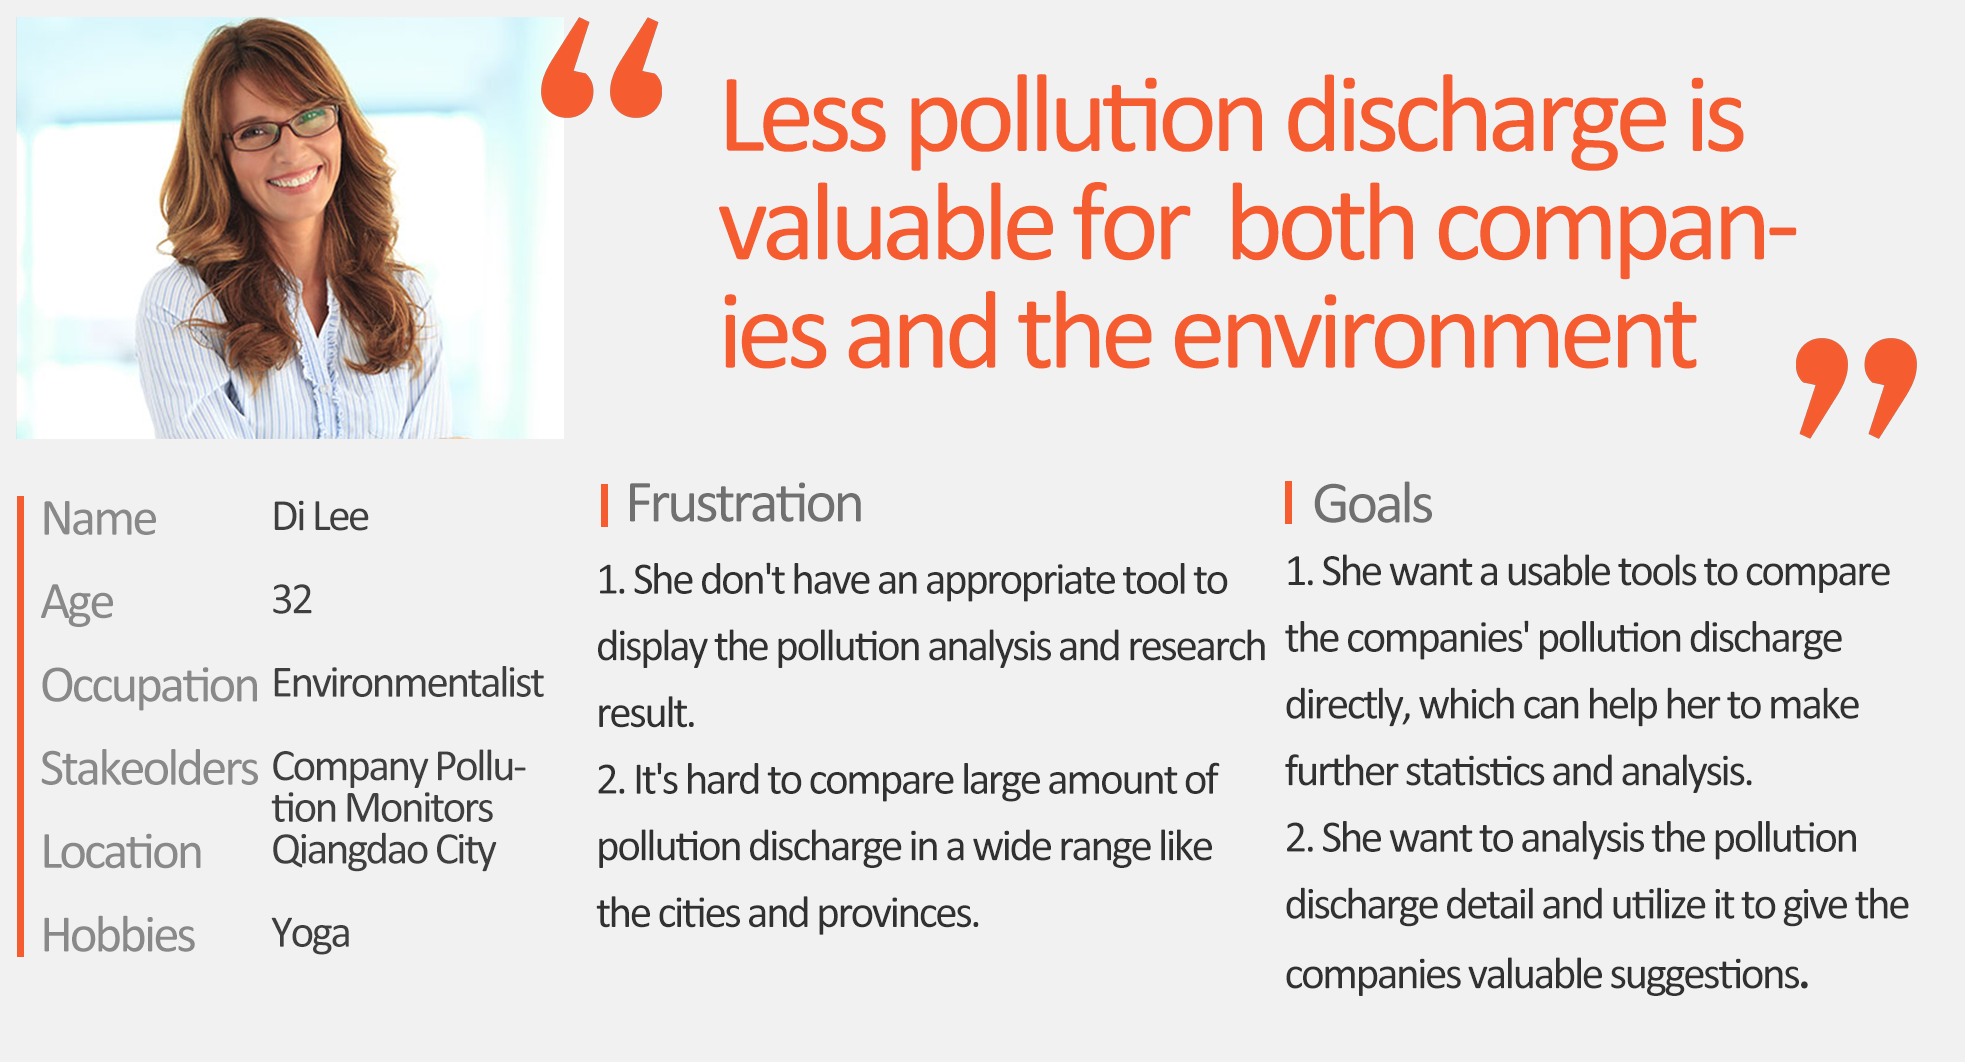 “
Less pollution discharge is
valuable for  both compan-
ies and the environment
”
Name Di Lee
Age 32
Occupation Environmentalist
Stakeolders Company Pollu-
tion Monitors
Location Qiangdao City
Hobbies Yoga
Frustration
1. She don't have an appropriate tool to
display the pollution analysis and research
result.
2. It's hard to compare large amount of
pollution discharge in a wide range like
the cities and provinces.
Goals
1. She want a usable tools to compare
the companies' pollution discharge
directly, which can help her to make
further statistics and analysis.
2. She want to analysis the pollution
discharge detail and utilize it to give the
companies valuable suggestions.